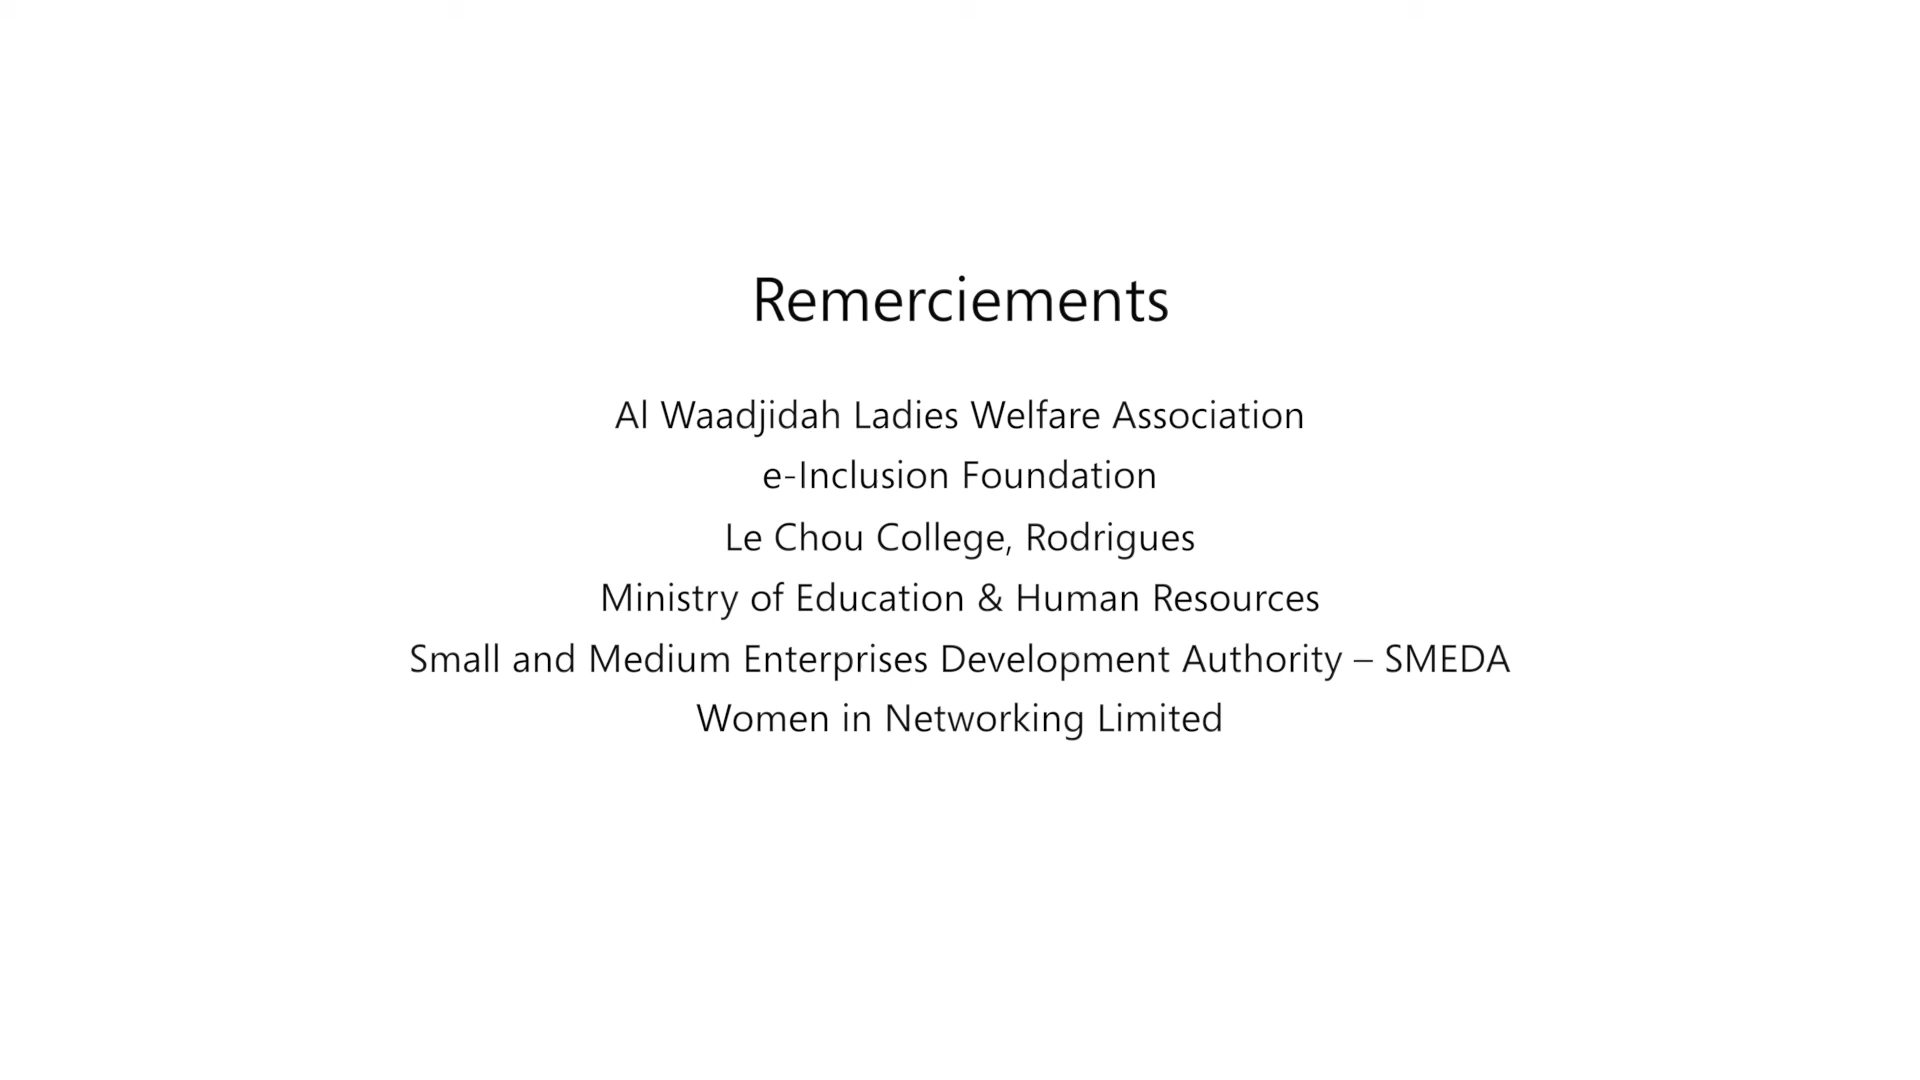 Remerciements
Al Waadjidah Ladies Welfare Association
e-Inclusion Foundation
Le Chou College, Rodrigues
Ministry of Education & Human Resources
Small and Medium Enterprises Development Authority – SMEDA
Women in Networking Limited